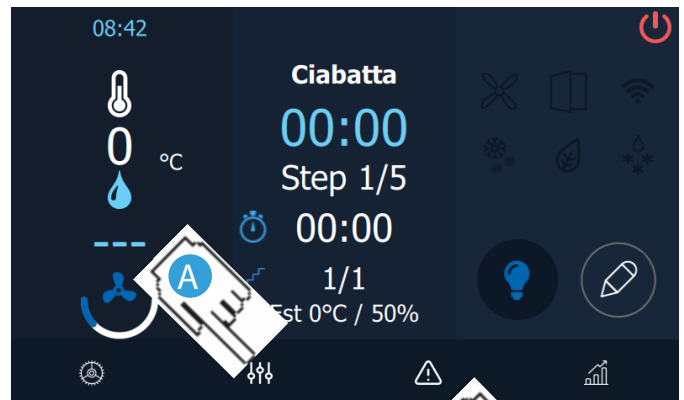 08:42
Ciabatta
00:00
Step 1/5
00:00
1/1
Est 0°C / 50%
0 °C
---
A